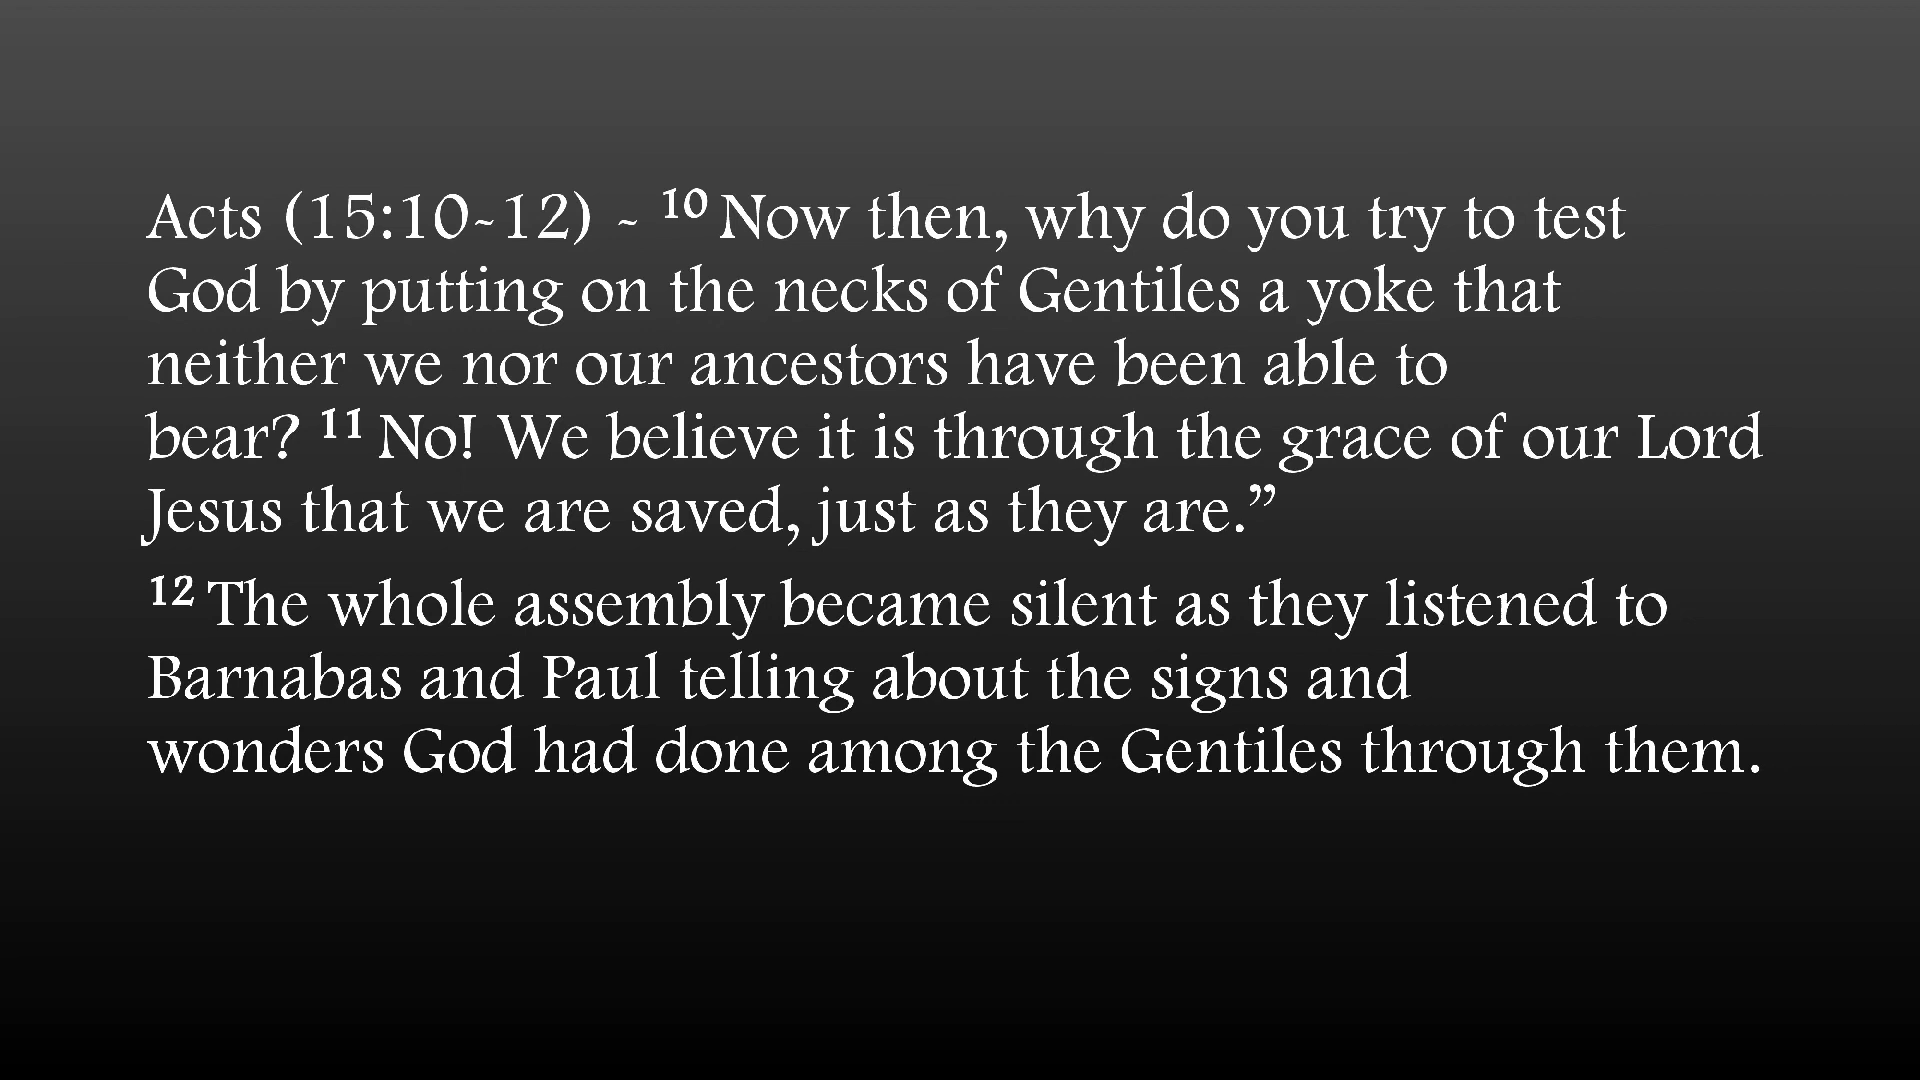 Acts (15:10-12) - ¹⁰ Now then, why do you try to test
God by putting on the necks of Gentiles a yoke that
neither we nor our ancestors have been able to
bear? ¹¹ No! We believe it is through the grace of our Lord
Jesus that we are saved, just as they are.”
¹² The whole assembly became silent as they listened to
Barnabas and Paul telling about the signs and
wonders God had done among the Gentiles through them.